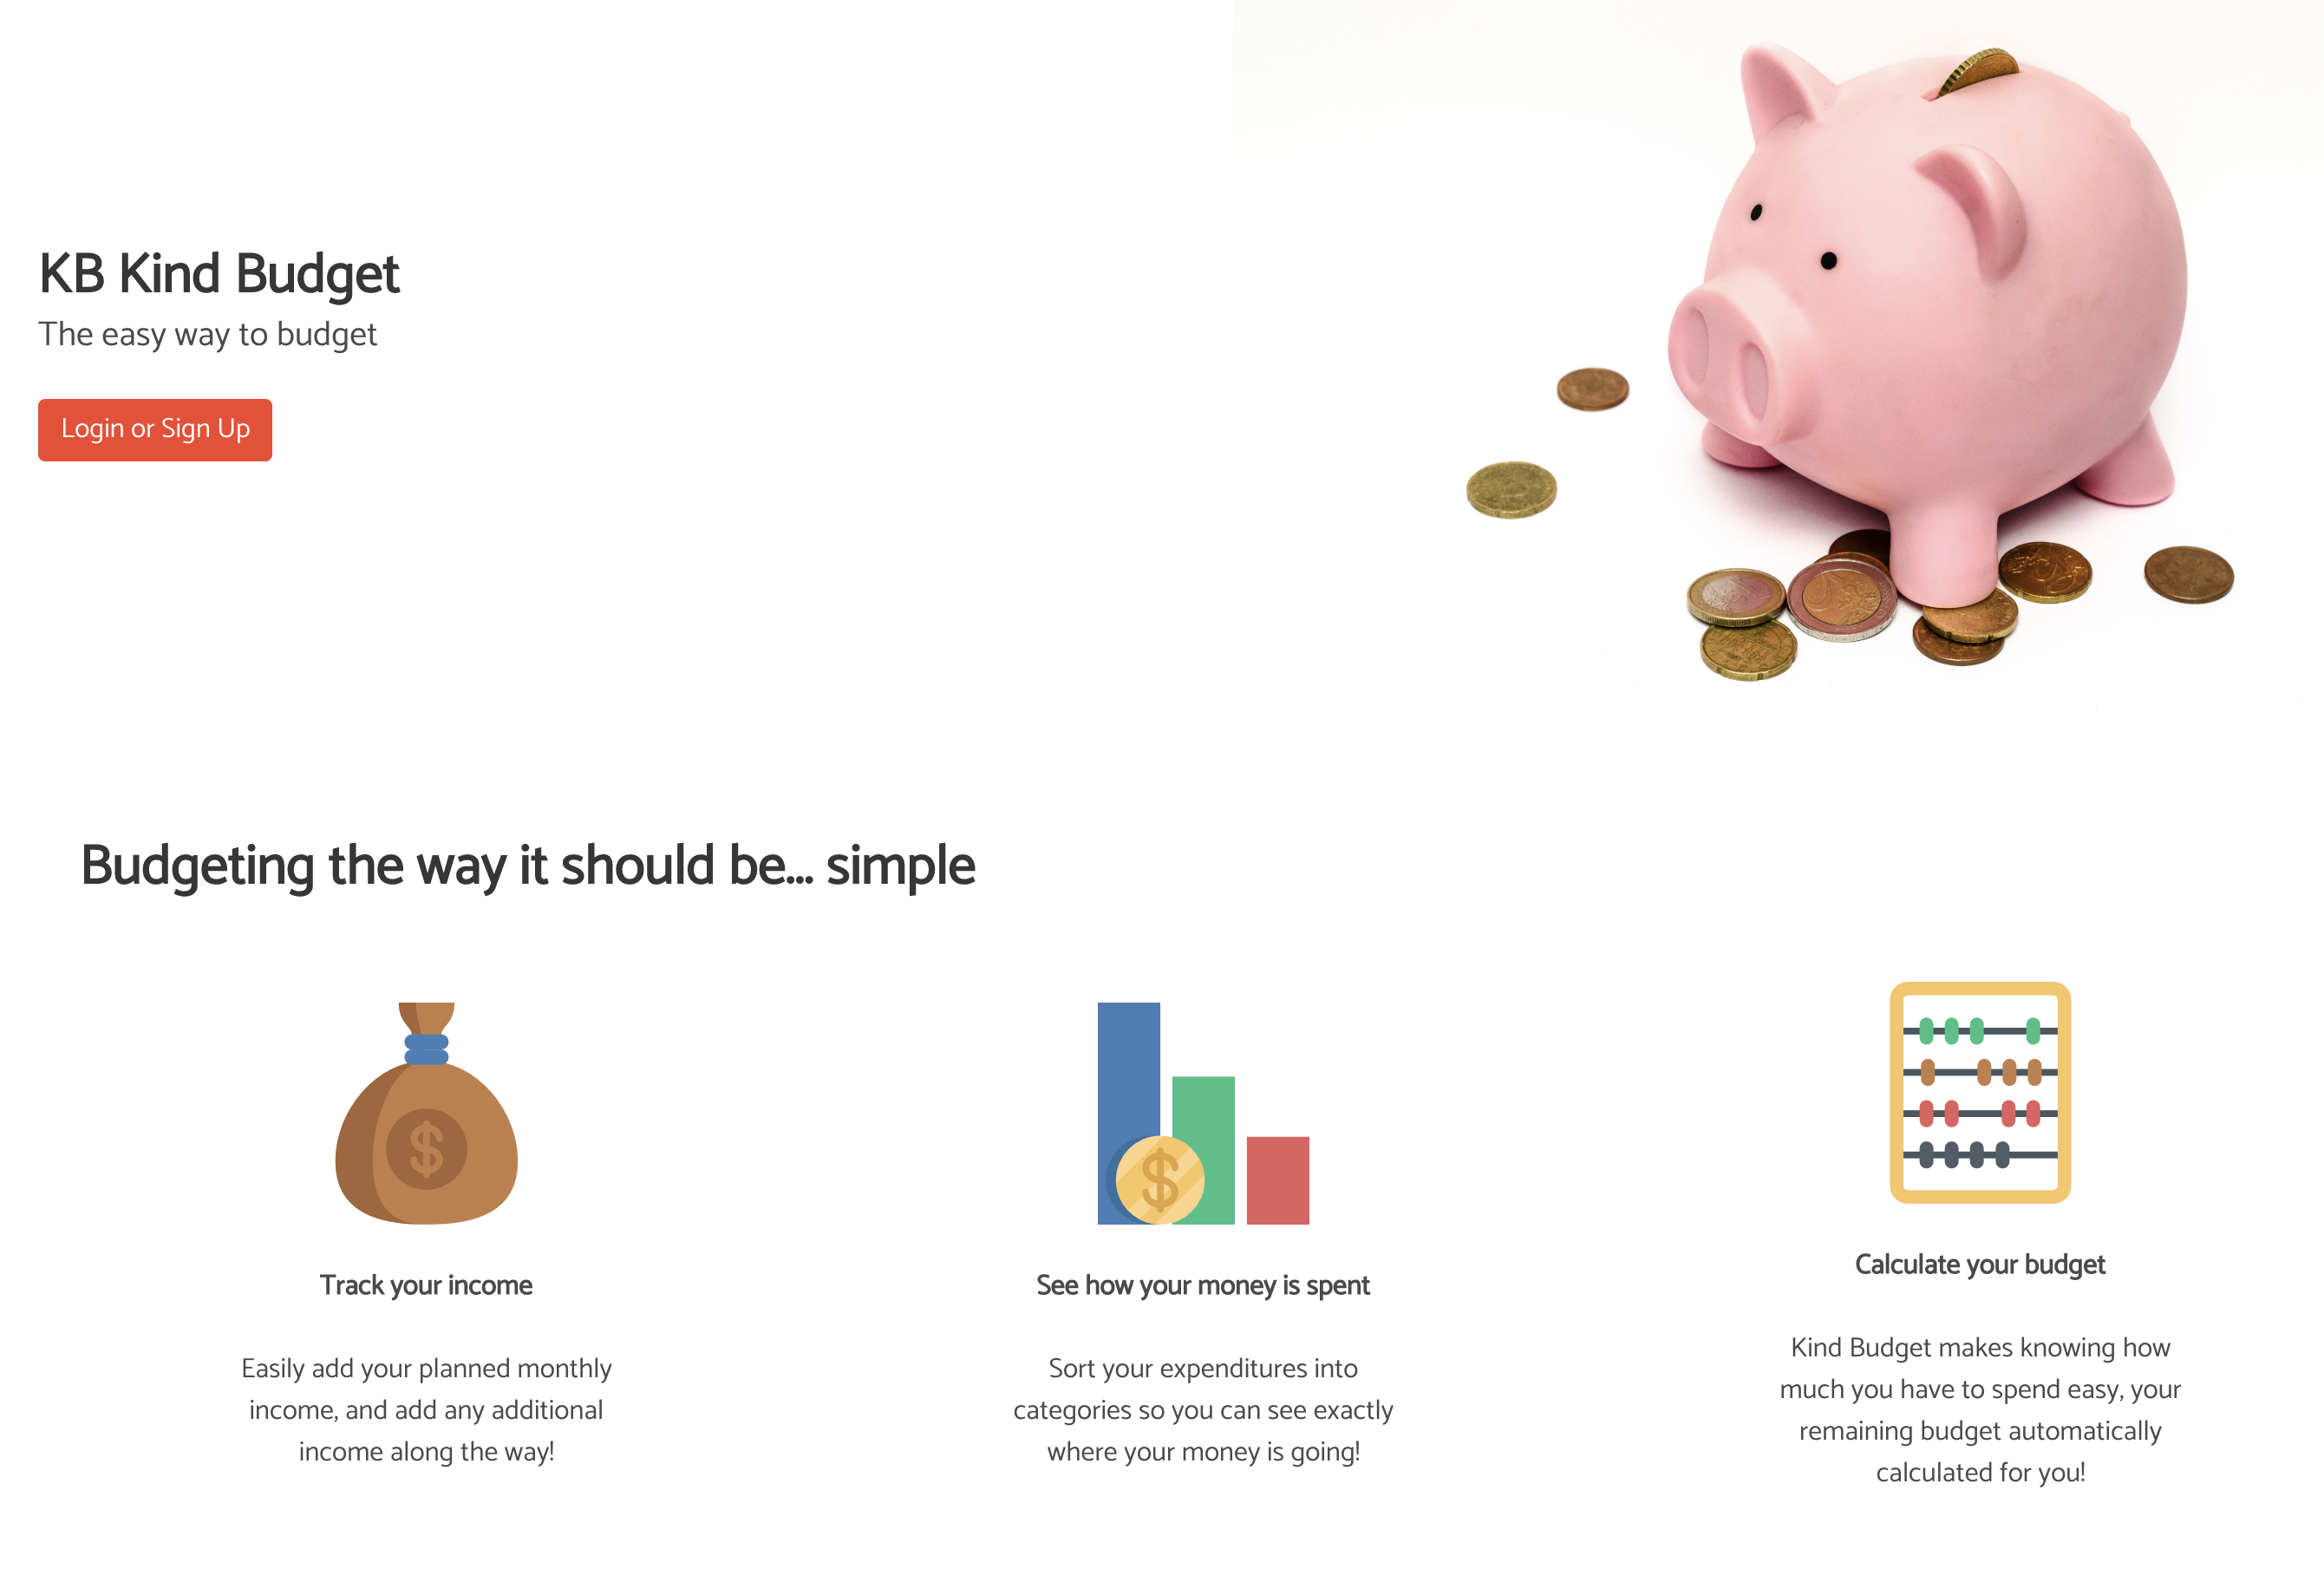 KB Kind Budget
The easy way to budget
Login or Sign Up
Budgeting the way it should be... simple
Track your income
Easily add your planned monthly
income, and add any additional
income along the way!
See how your money is spent
Sort your expenditures into
categories so you can see exactly
where your money is going!
Calculate your budget
Kind Budget makes knowing how
much you have to spend easy, your
remaining budget automatically
calculated for you!